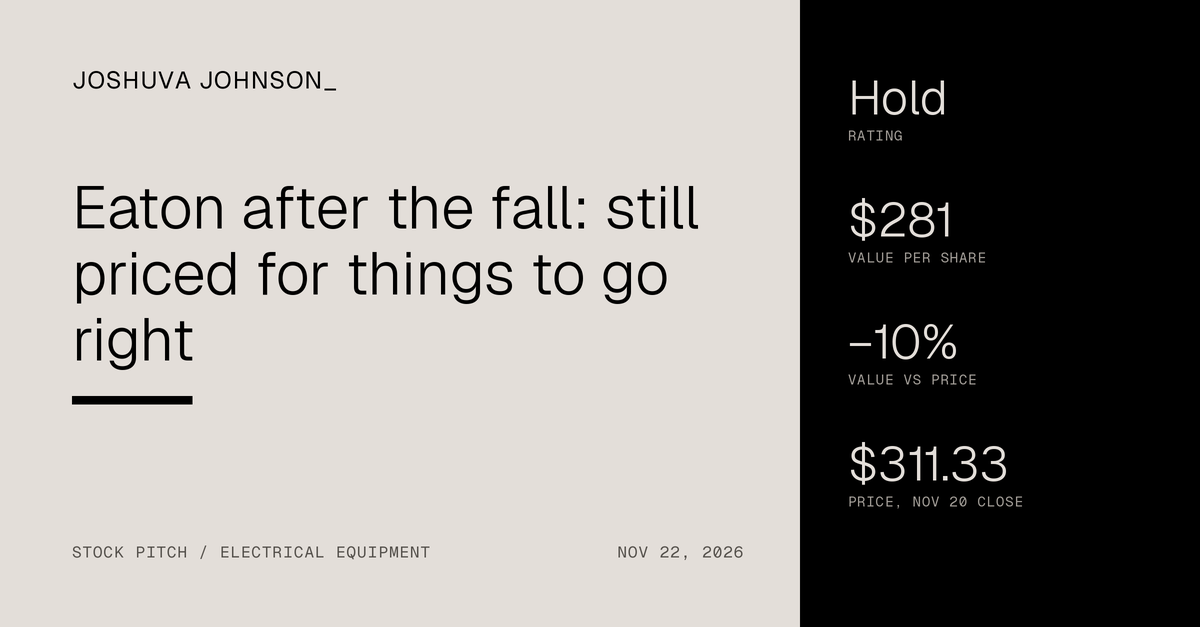 JOSHUVA JOHNSON_
Eaton after the fall: still
priced for things to go
right
STOCK PITCH / ELECTRICAL EQUIPMENT
NOV 22, 2026
Hold
RATING
$281
VALUE PER SHARE
–10%
VALUE VS PRICE
$311.33
PRICE, NOV 20 CLOSE